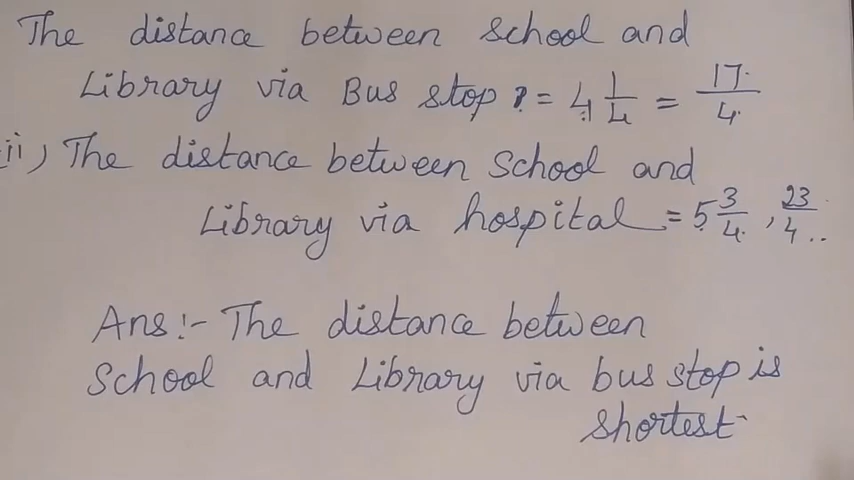 The distance between school and
Library via Bus stop ?= 4 1/4 = 17/4
ii) The distance between School and
Library via hospital = 5 3/4 , 23/4 ..
Ans:- The distance between
School and Library via bus stop is
shortest